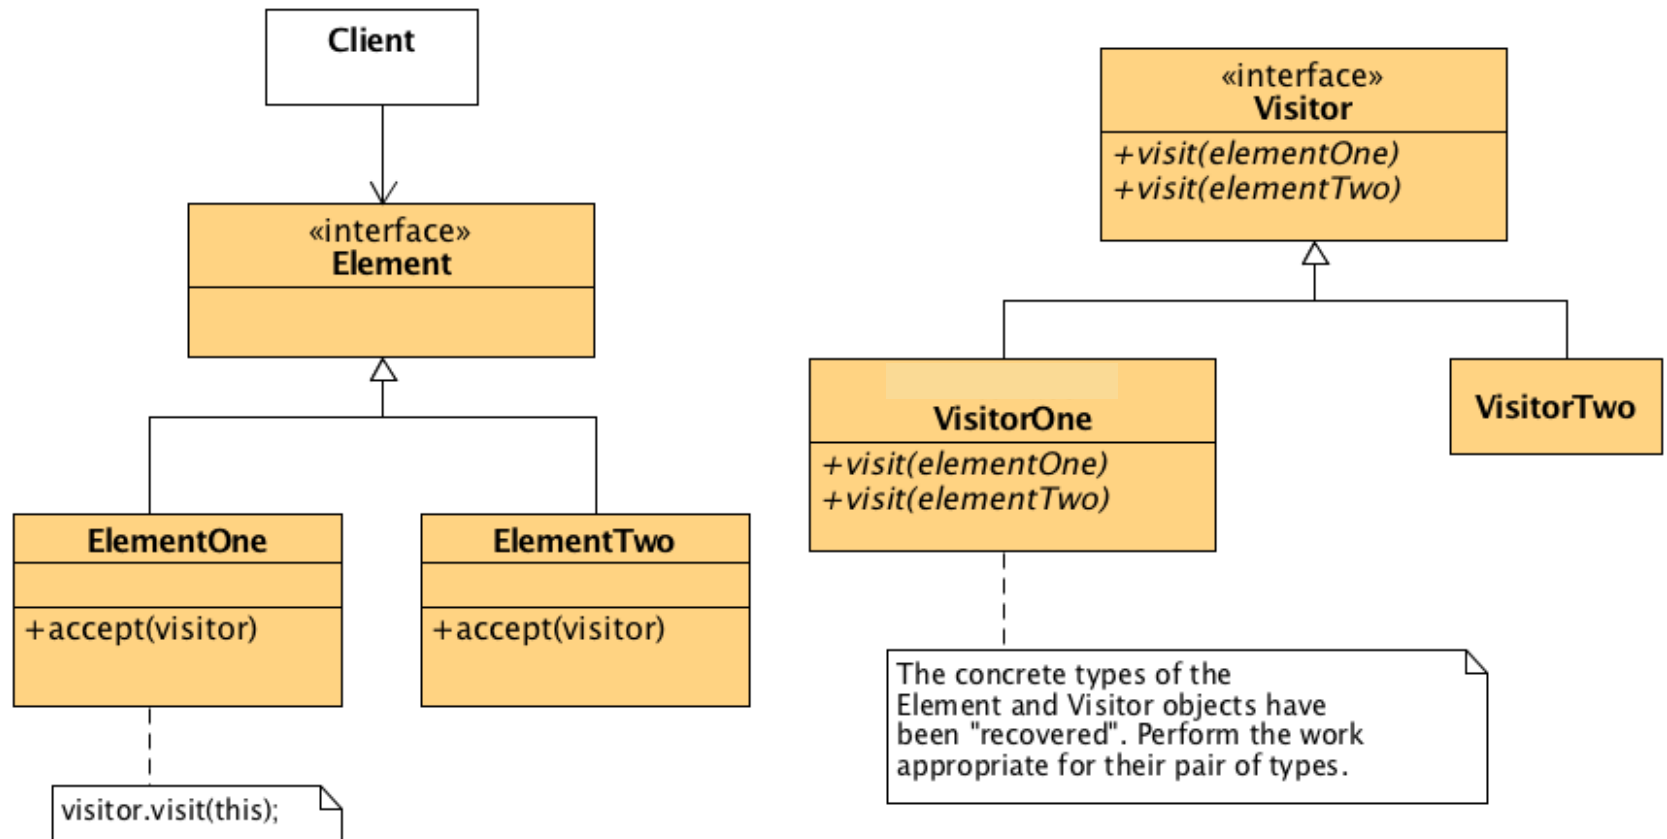 Client
«interface»
Element
ElementOne
+accept(visitor)
visitor.visit(this);
ElementTwo
+accept(visitor)
«interface»
Visitor
+visit(elementOne)
+visit(elementTwo)
VisitorOne
+visit(elementOne)
+visit(elementTwo)
VisitorTwo
The concrete types of the
Element and Visitor objects have
been "recovered". Perform the work
appropriate for their pair of types.